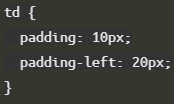 td {
  padding: 10px;
  padding-left: 20px;
}